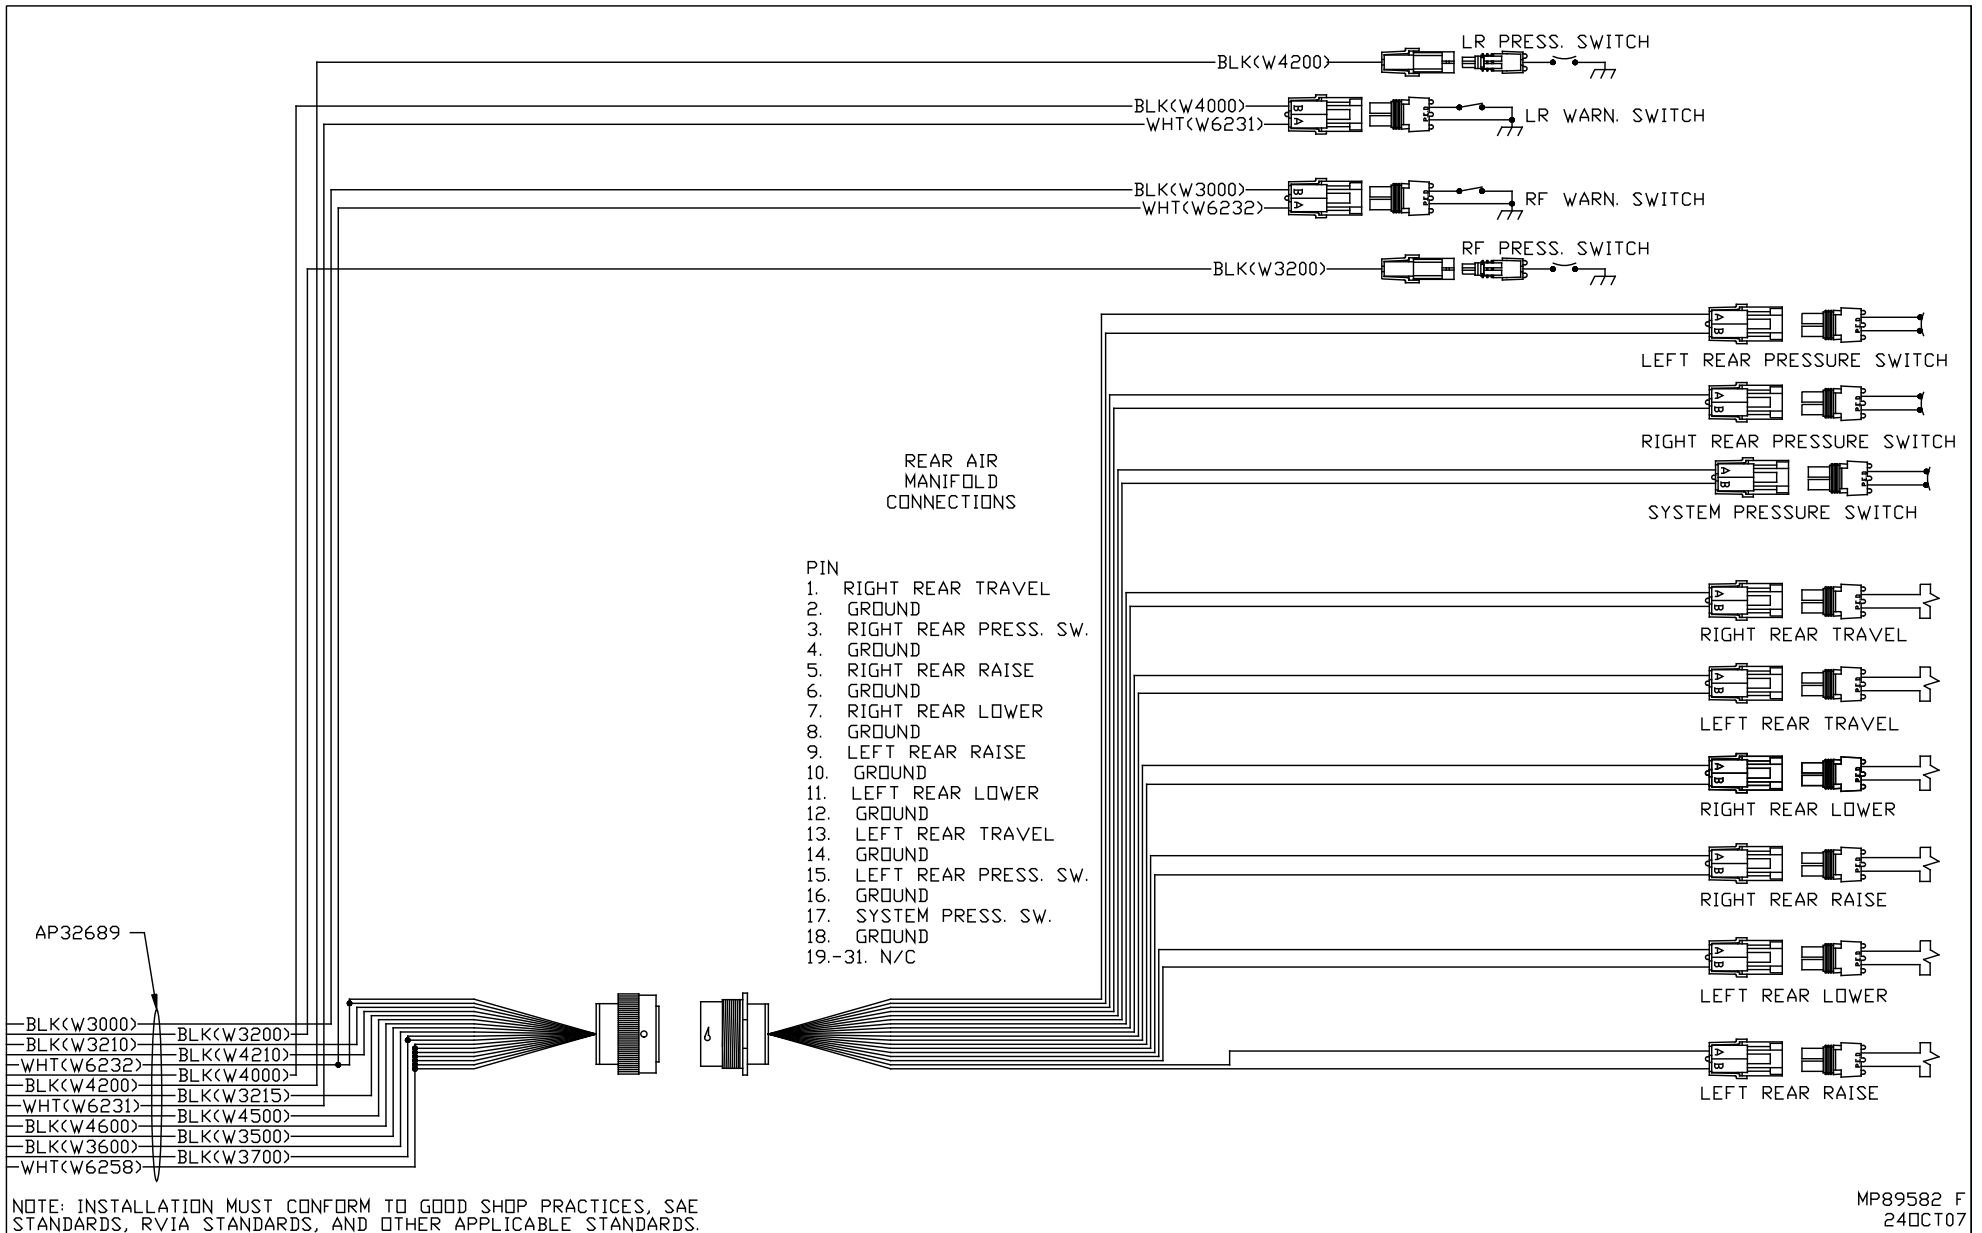 LR PRESS. SWITCH
BLK(W4200)
BLK(W4000)
B
A
WHT(W6231)
LR WARN. SWITCH
BLK(W3000)
B
A
WHT(W6232)
RF WARN. SWITCH
RF PRESS. SWITCH
BLK(W3200)
A
B
LEFT REAR PRESSURE SWITCH
A
B
RIGHT REAR PRESSURE SWITCH
A
B
SYSTEM PRESSURE SWITCH
REAR AIR
MANIFOLD
CONNECTIONS
PIN
1. RIGHT REAR TRAVEL
2. GROUND
3. RIGHT REAR PRESS. SW.
4. GROUND
5. RIGHT REAR RAISE
6. GROUND
7. RIGHT REAR LOWER
8. GROUND
9. LEFT REAR RAISE
10. GROUND
11. LEFT REAR LOWER
12. GROUND
13. LEFT REAR TRAVEL
14. GROUND
15. LEFT REAR PRESS. SW.
16. GROUND
17. SYSTEM PRESS. SW.
18. GROUND
19.-31. N/C
A
B
RIGHT REAR TRAVEL
A
B
LEFT REAR TRAVEL
A
B
RIGHT REAR LOWER
A
B
RIGHT REAR RAISE
A
B
LEFT REAR LOWER
A
B
LEFT REAR RAISE
AP32689
BLK(W3000)
BLK(W3200)
BLK(W3210)
BLK(W4210)
WHT(W6232)
BLK(W4000)
BLK(W4200)
BLK(W3215)
WHT(W6231)
BLK(W4500)
BLK(W4600)
BLK(W3500)
BLK(W3600)
BLK(W3700)
WHT(W6258)
NOTE: INSTALLATION MUST CONFORM TO GOOD SHOP PRACTICES, SAE
STANDARDS, RVIA STANDARDS, AND OTHER APPLICABLE STANDARDS.
MP89582 F
24OCT07